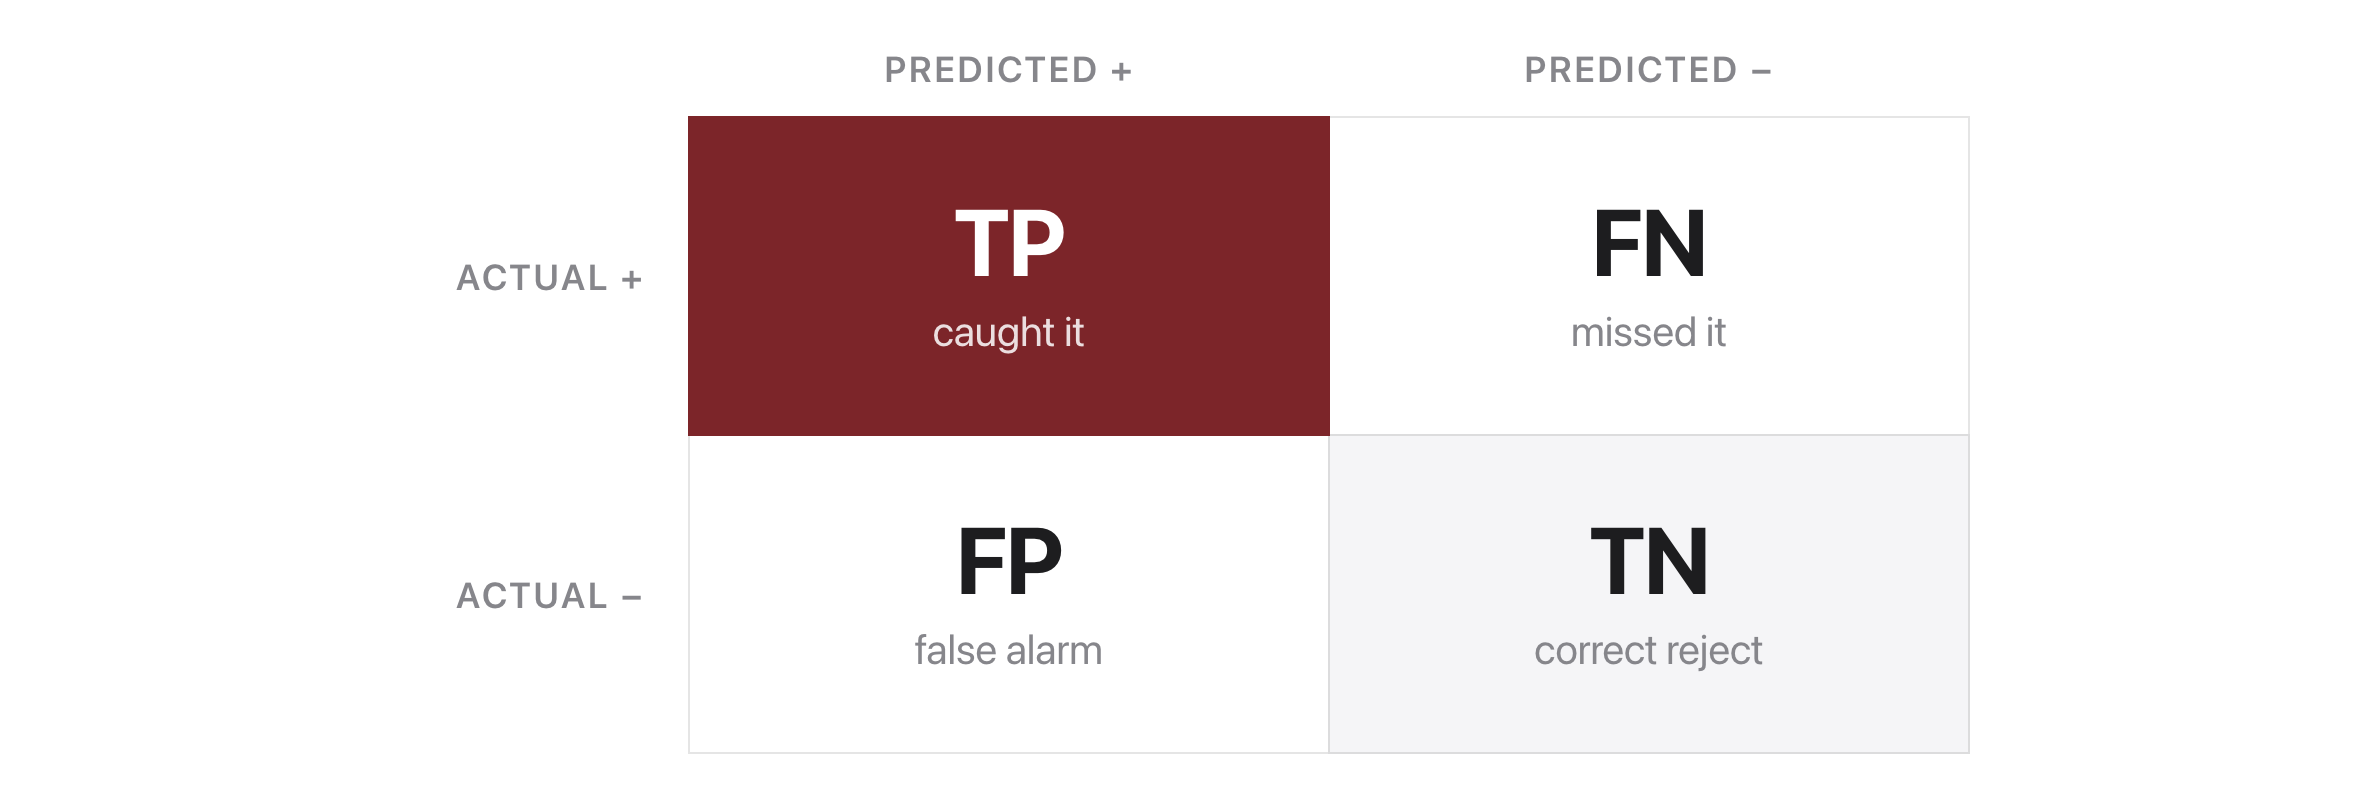 PREDICTED + PREDICTED –
ACTUAL +
TP FN
caught it missed it
ACTUAL –
FP TN
false alarm correct reject